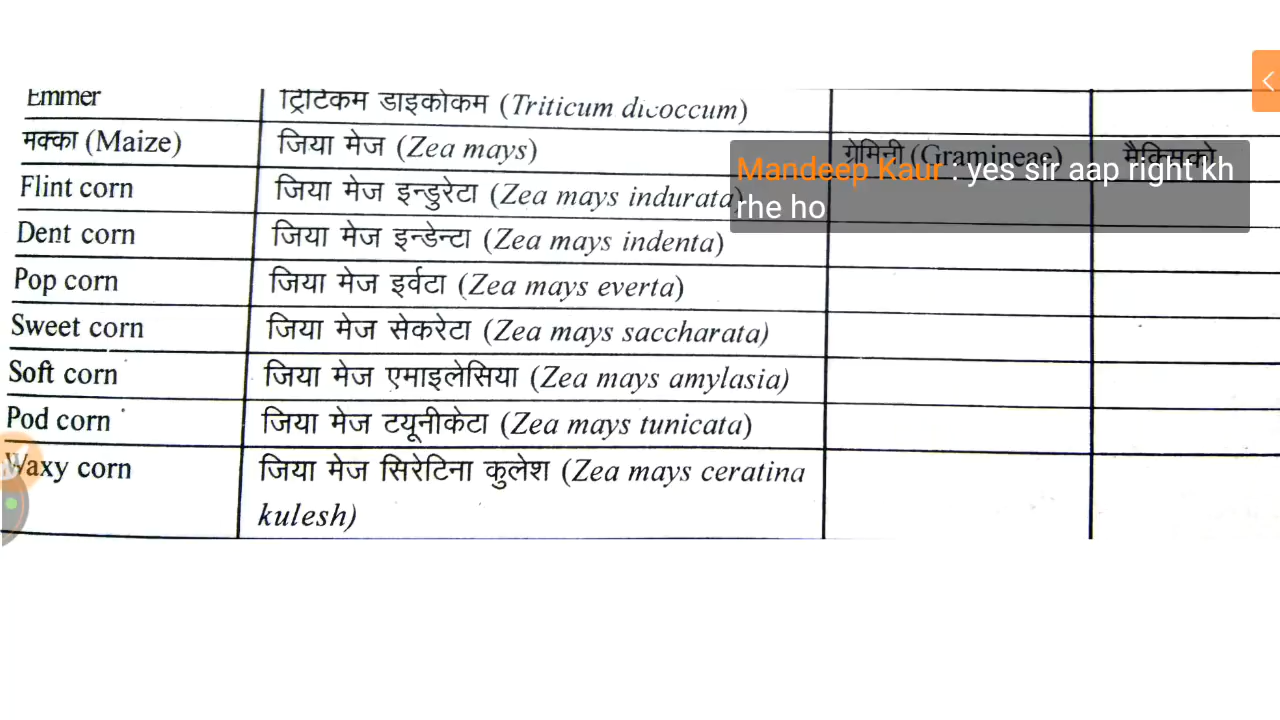 Emmer ट्रिटिकम डाइकोकम (Triticum dicoccum)
मक्का (Maize) जिया मेज (Zea mays) ग्रेमिनी (Gramineae) मैक्सिको
Mandeep Kaur : yes sir aap right kh
rhe ho
Flint corn जिया मेज इन्डुरेटा (Zea mays indurata)
Dent corn जिया मेज इन्डेन्टा (Zea mays indenta)
Pop corn जिया मेज इर्वटा (Zea mays everta)
Sweet corn जिया मेज सेकरेटा (Zea mays saccharata)
Soft corn जिया मेज एमाइलेसिया (Zea mays amylasia)
Pod corn जिया मेज टयूनीकेटा (Zea mays tunicata)
Waxy corn जिया मेज सिरेटिना कुलेश (Zea mays ceratina
kulesh)